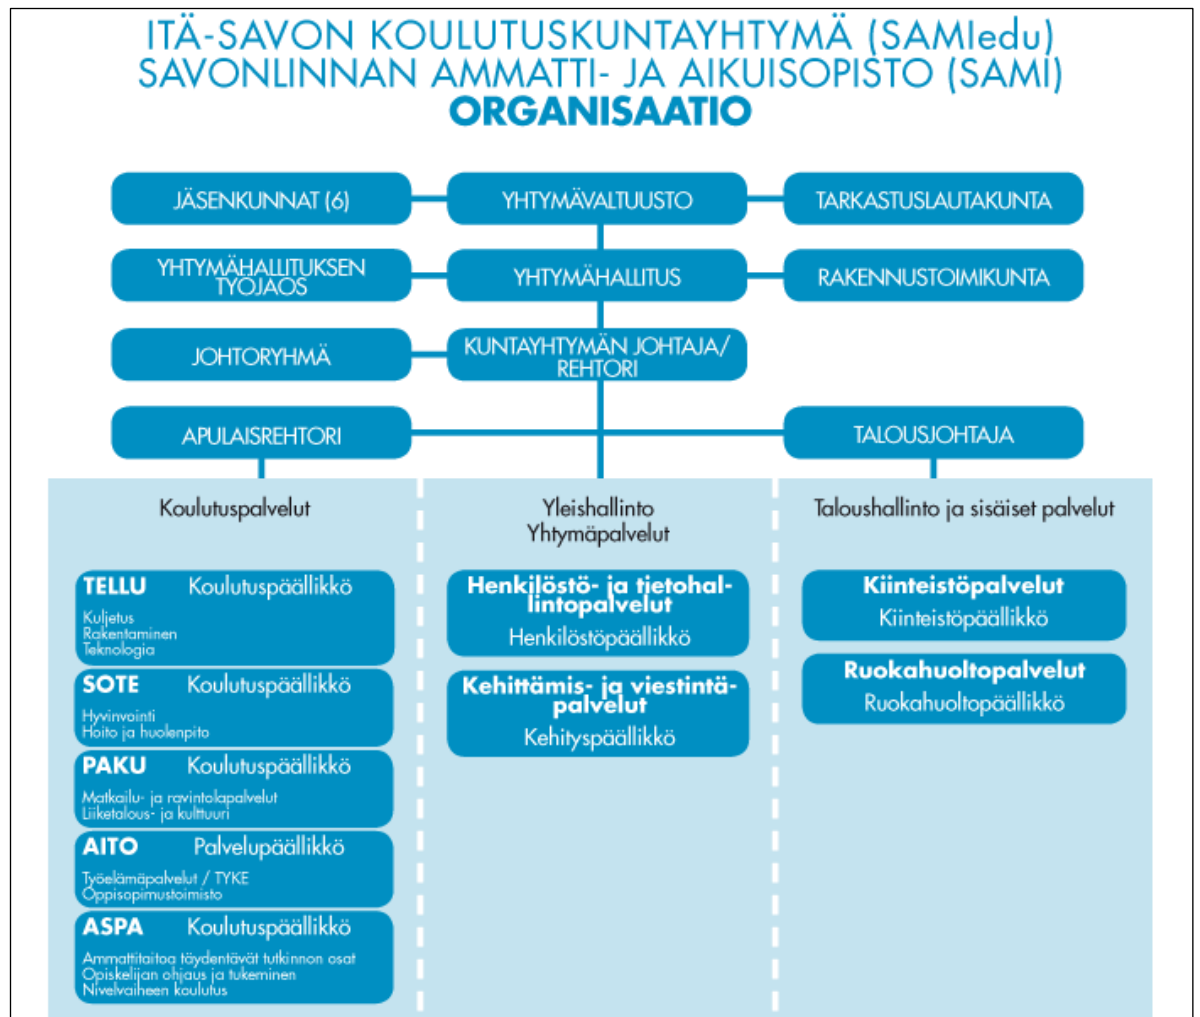 ITÄ-SAVON KOULUTUSKUNTAYHTYMÄ (SAMIedu)
SAVONLINNAN AMMATTI- JA AIKUISOPISTO (SAMI)
ORGANISAATIO
JÄSENKUNNAT (6)
YHTYMÄVALTUUSTO
TARKASTUSLAUTAKUNTA
YHTYMÄHALLITUKSEN
TYÖJAOS
YHTYMÄHALLITUS
RAKENNUSTOIMIKUNTA
JOHTORYHMÄ
KUNTAYHTYMÄN JOHTAJA/
REHTORI
APULAISREHTORI
TALOUSJOHTAJA
Koulutuspalvelut
TELLU Koulutuspäällikkö
Kuljetus
Rakentaminen
Teknologia
SOTE Koulutuspäällikkö
Hyvinvointi
Hoito ja huolenpito
PAKU Koulutuspäällikkö
Matkailu- ja ravintolapalvelut
Liiketalous- ja kulttuuri
AITO Palvelupäällikkö
Työelämäpalvelut / TYKE
Oppisopimustoimisto
ASPA Koulutuspäällikkö
Ammattitaitoa töydentävät tutkinnon osat
Opiskelijan ohjaus ja tukeminen
Nivelvaiheen koulutus
Yleishallinto
Yhtymäpalvelut
Henkilöstö- ja tietohal-
lintopalvelut
Henkilöstöpäällikkö
Kehittämis- ja viestintä-
palvelut
Kehityspäällikkö
Taloushallinto ja sisäiset palvelut
Kiinteistöpalvelut
Kiinteistöpäällikkö
Ruokahuoltopalvelut
Ruokahuoltopäällikkö